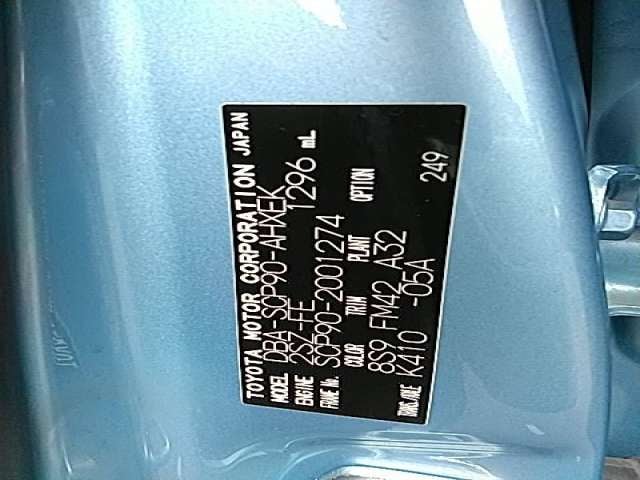 TOYOTA MOTOR CORPORATION JAPAN
MODEL DBA-SCP90-AHXEK
ENGINE 2SZ-FE 1296 mL
FRAME No. SCP90-2001274
COLOR TRIM PLANT OPTION
8S9 FM42 A32
TRANS./AXLE K410 -05A 249